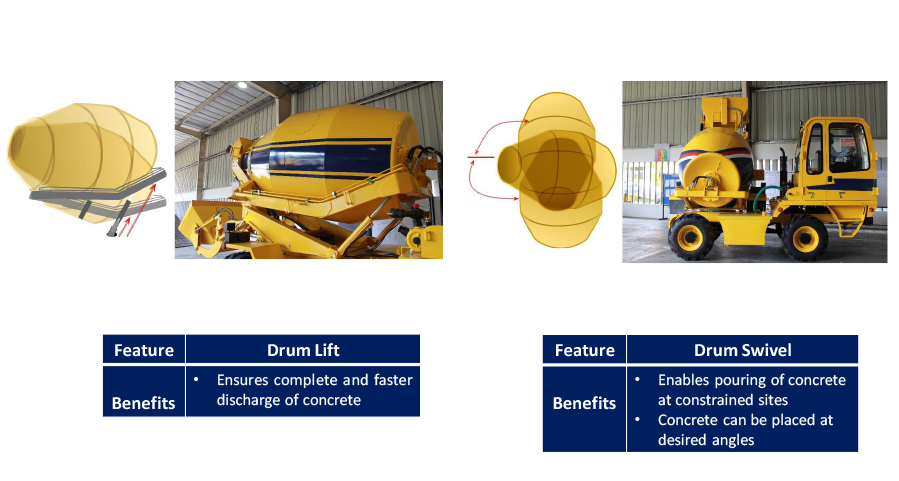 Feature Drum Lift
Benefits
• Ensures complete and faster
discharge of concrete
Feature Drum Swivel
Benefits
• Enables pouring of concrete
at constrained sites
• Concrete can be placed at
desired angles